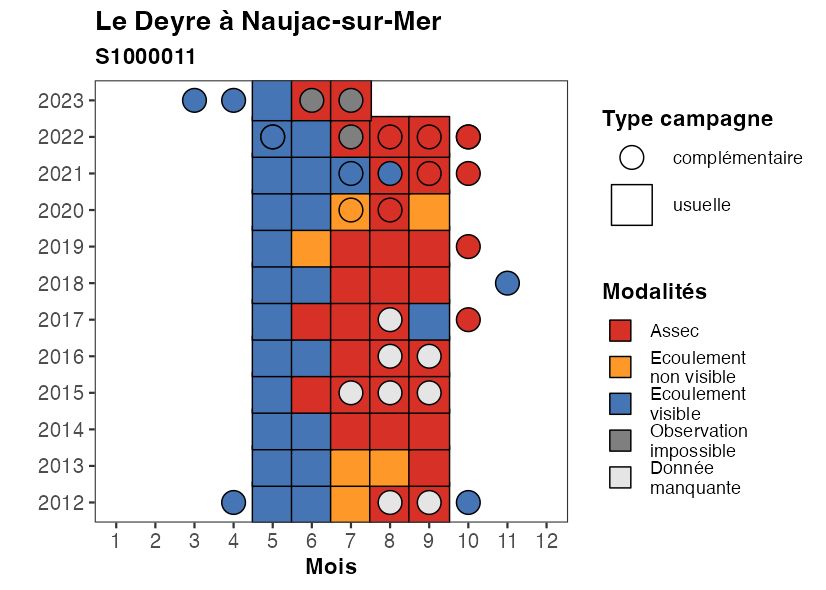 Le Deyre à Naujac-sur-Mer
S1000011
2023
2022
2021
2020
2019
2018
2017
2016
2015
2014
2013
2012
1 2 3 4 5 6 7 8 9 10 11 12
Mois
Type campagne
complémentaire
usuelle
Modalités
Assec
Ecoulement
non visible
Ecoulement
visible
Observation
impossible
Donnée
manquante